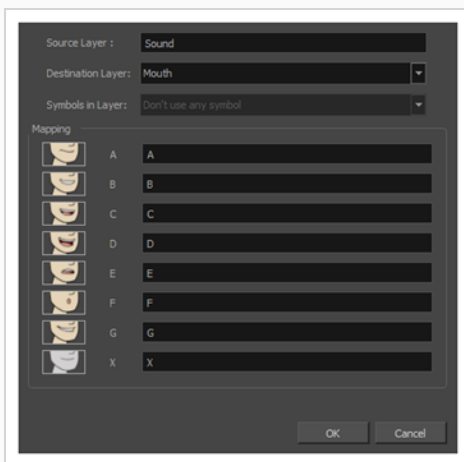 Source Layer : Sound
Destination Layer: Mouth
Symbols in Layer: Don't use any symbol
Mapping
A A
B B
C C
D D
E E
F F
G G
X X
OK Cancel